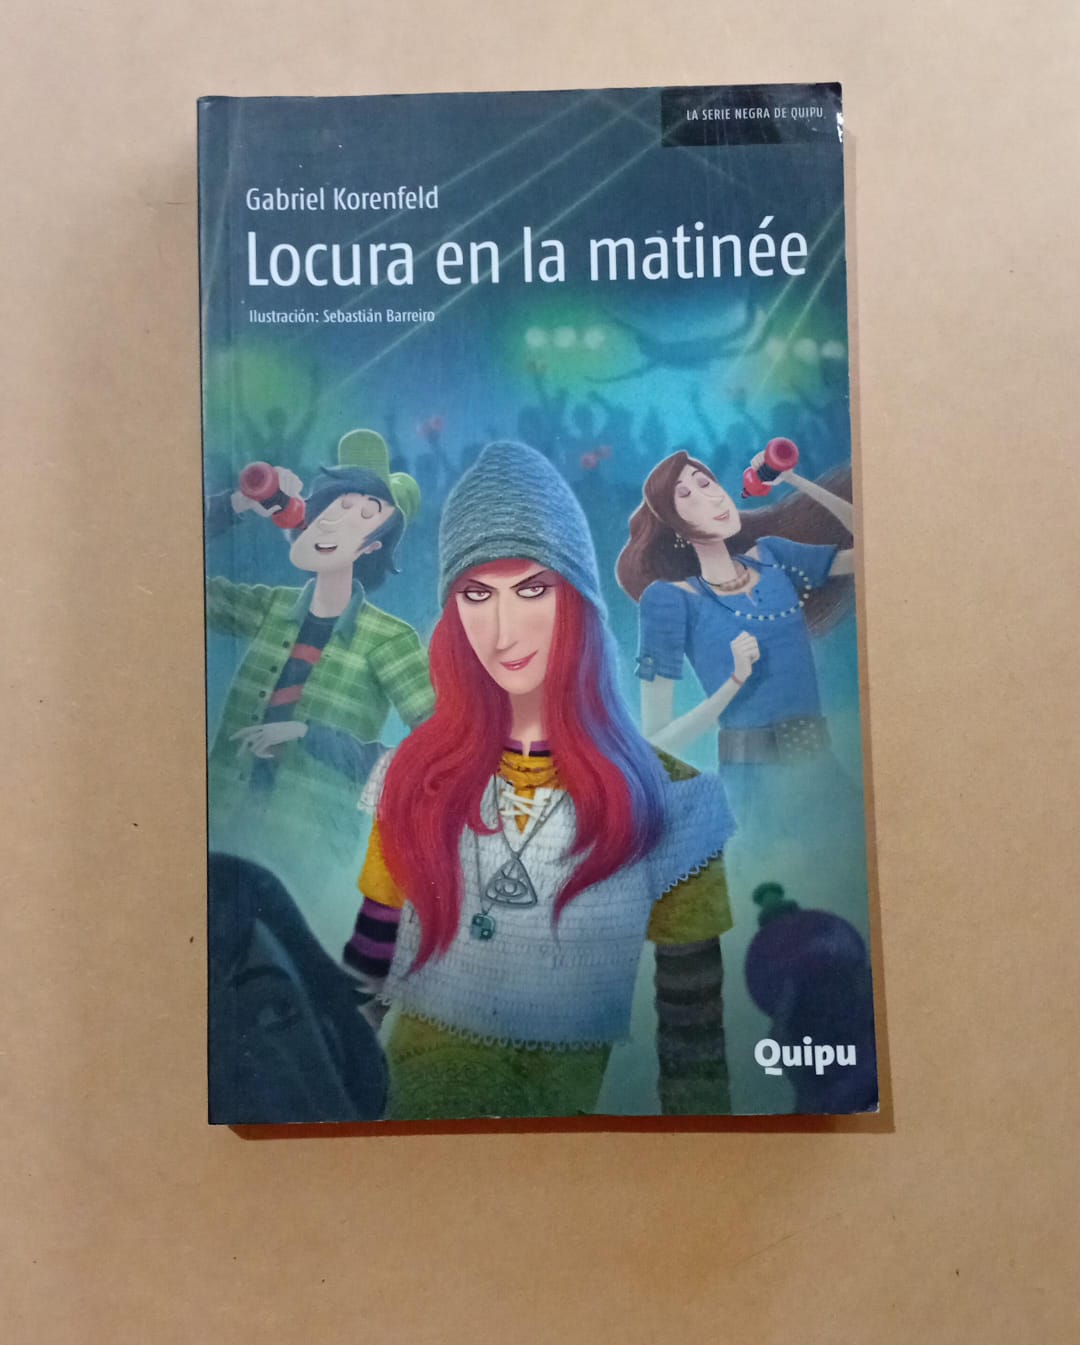 LA SERIE NEGRA DE QUIPU
Gabriel Korenfeld
Locura en la matinée
Ilustración: Sebastián Barreiro
Quipu